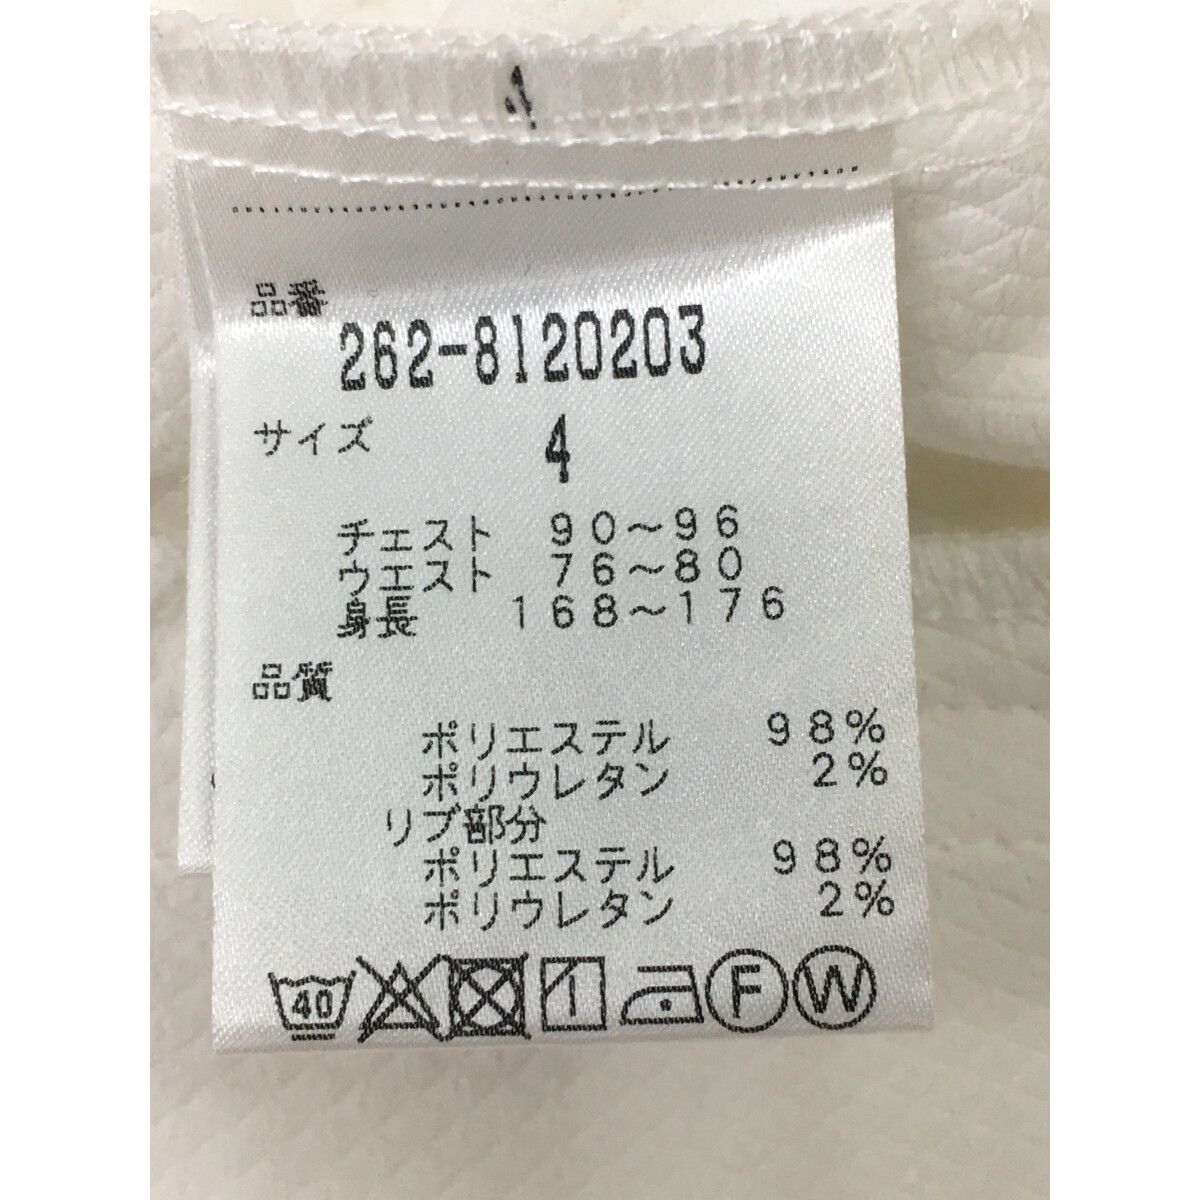 4
品番
262-8120203
サイズ 4
チェスト 90~96
ウエスト 76~80
身長 168~176
品質
ポリエステル 98%
ポリウレタン 2%
リブ部分
ポリエステル 98%
ポリウレタン 2%
40 F W